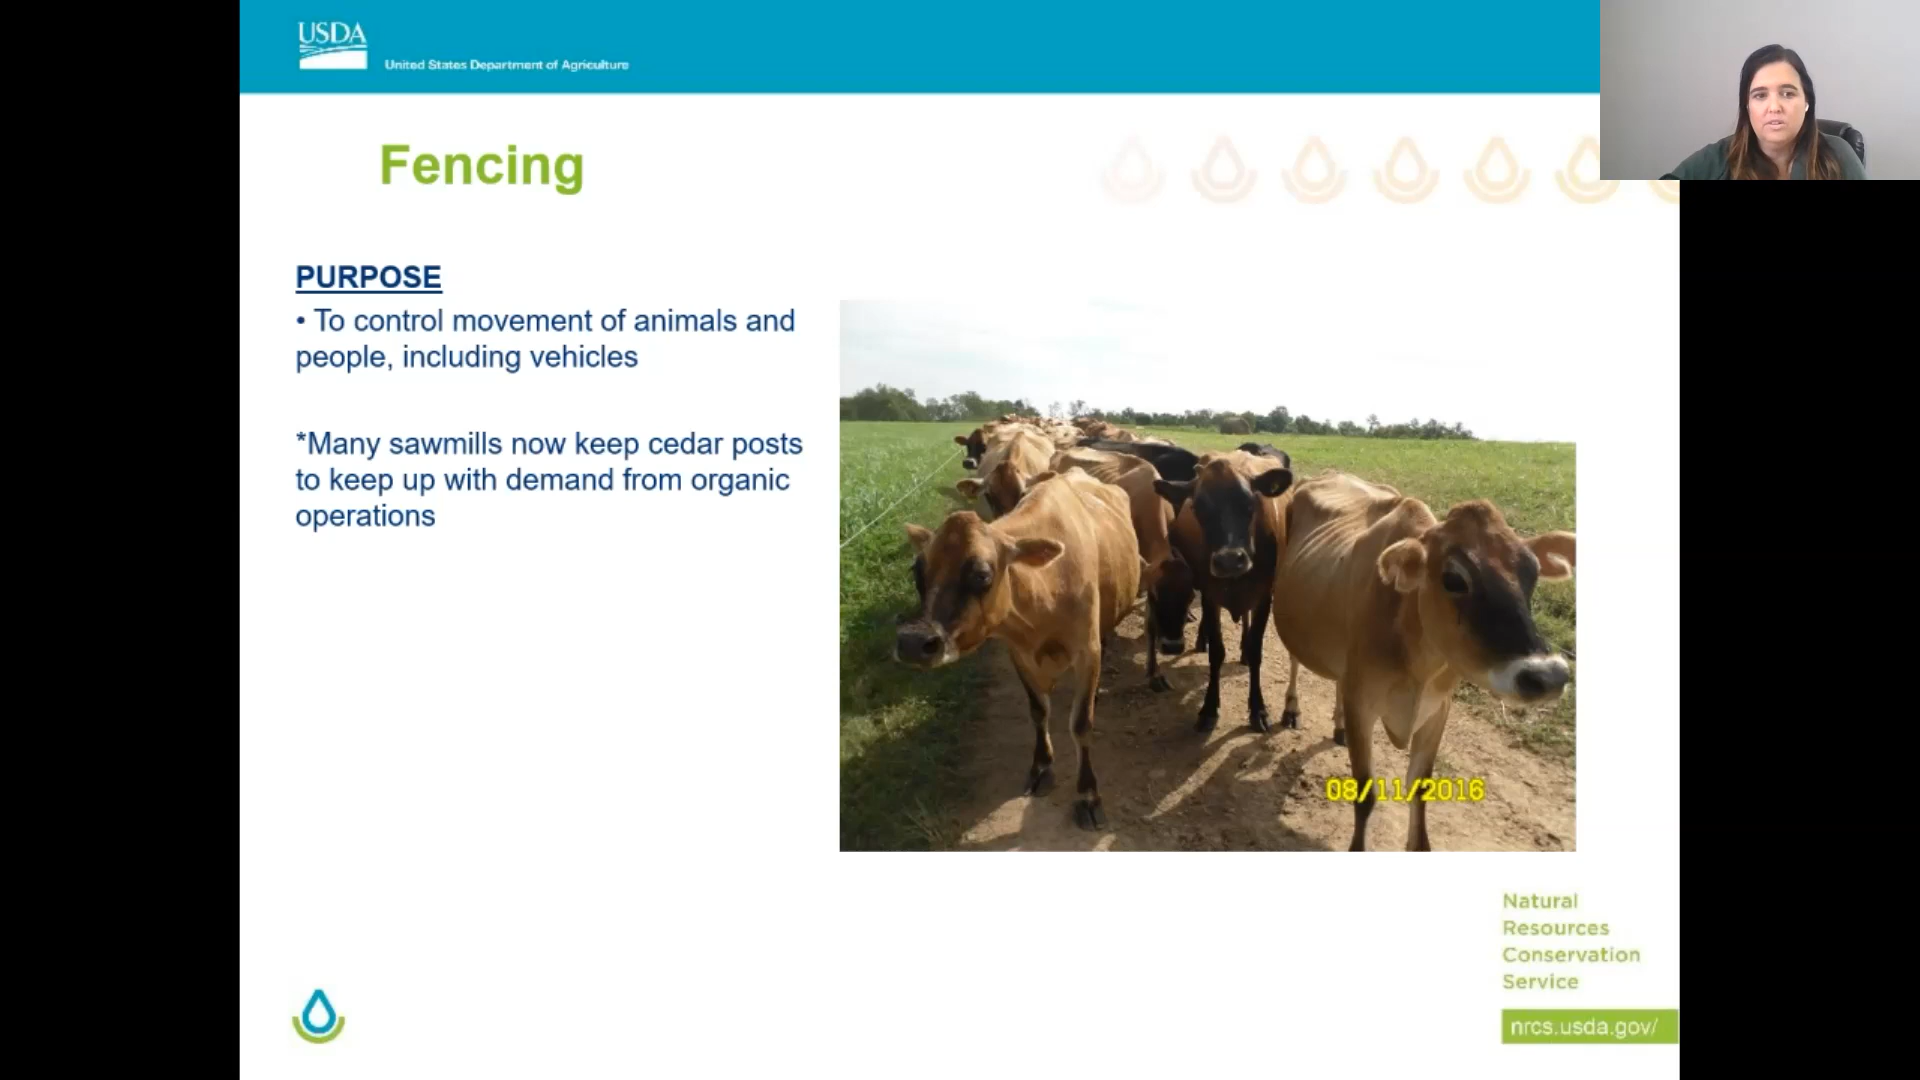 USDA
United States Department of Agriculture
Fencing
PURPOSE
• To control movement of animals and
people, including vehicles
*Many sawmills now keep cedar posts
to keep up with demand from organic
operations
08/11/2016
Natural
Resources
Conservation
Service
nrcs.usda.gov/